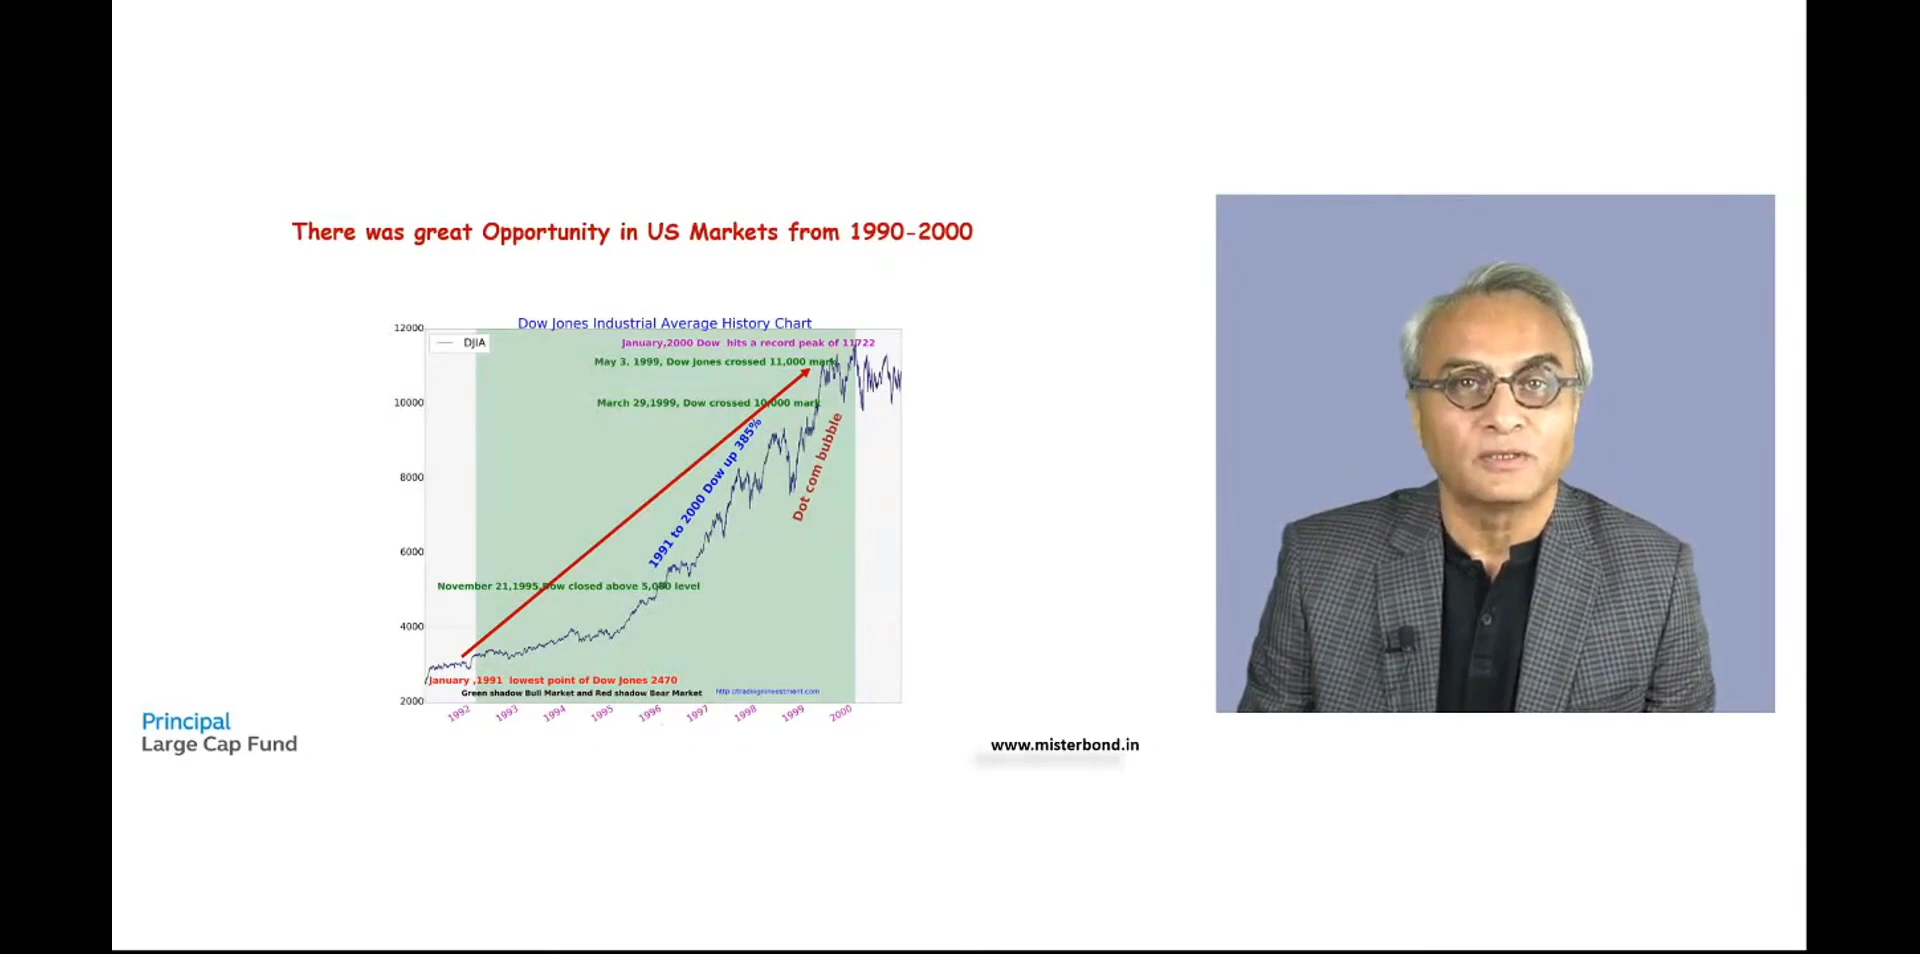 There was great Opportunity in US Markets from 1990-2000
Dow Jones Industrial Average History Chart
12000
DJIA
January,2000 Dow hits a record peak of 11722
May 3. 1999, Dow Jones crossed 11,000 mark
10000
March 29,1999, Dow crossed 10,000 mark
1991 to 2000 Dow up 385%
Dot com bubble
8000
6000
November 21,1995,Dow closed above 5,000 level
4000
January ,1991 lowest point of Dow Jones 2470
Green shadow Bull Market and Red shadow Bear Market
2000
1992 1993 1994 1995 1996 1997 1998 1999 2000
Principal
Large Cap Fund
www.misterbond.in